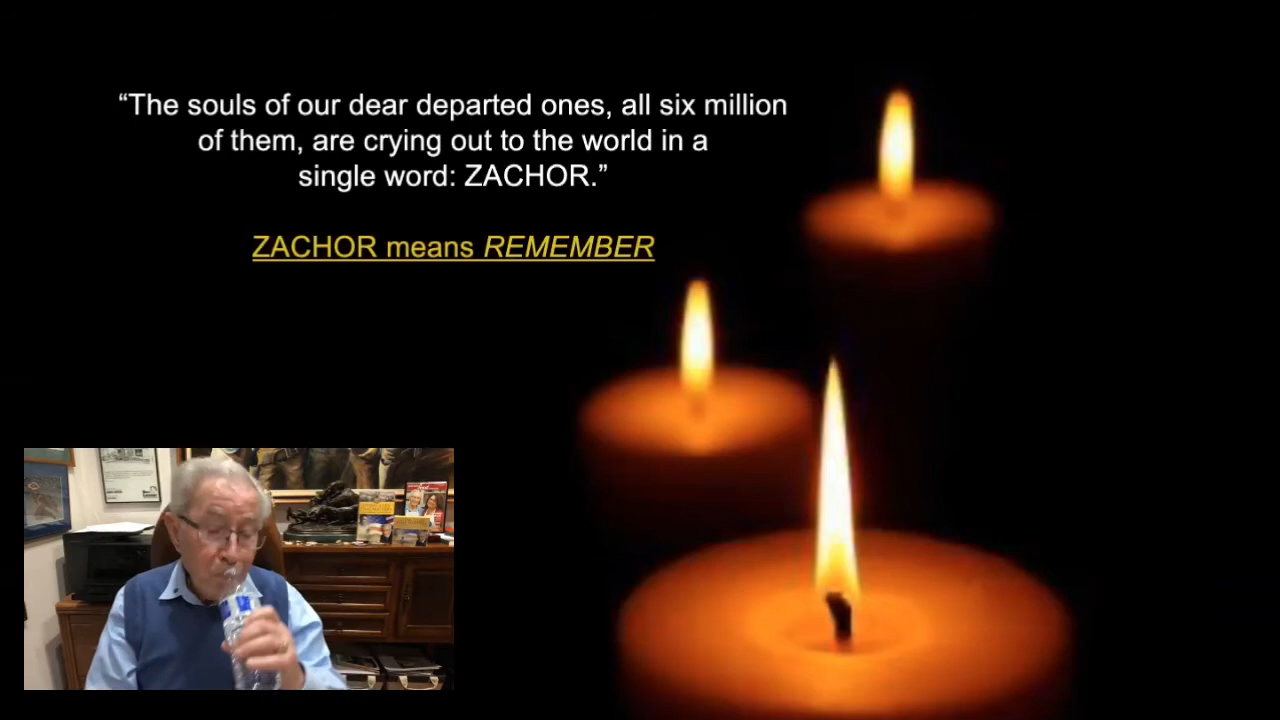 “The souls of our dear departed ones, all six million
of them, are crying out to the world in a
single word: ZACHOR.”
ZACHOR means REMEMBER